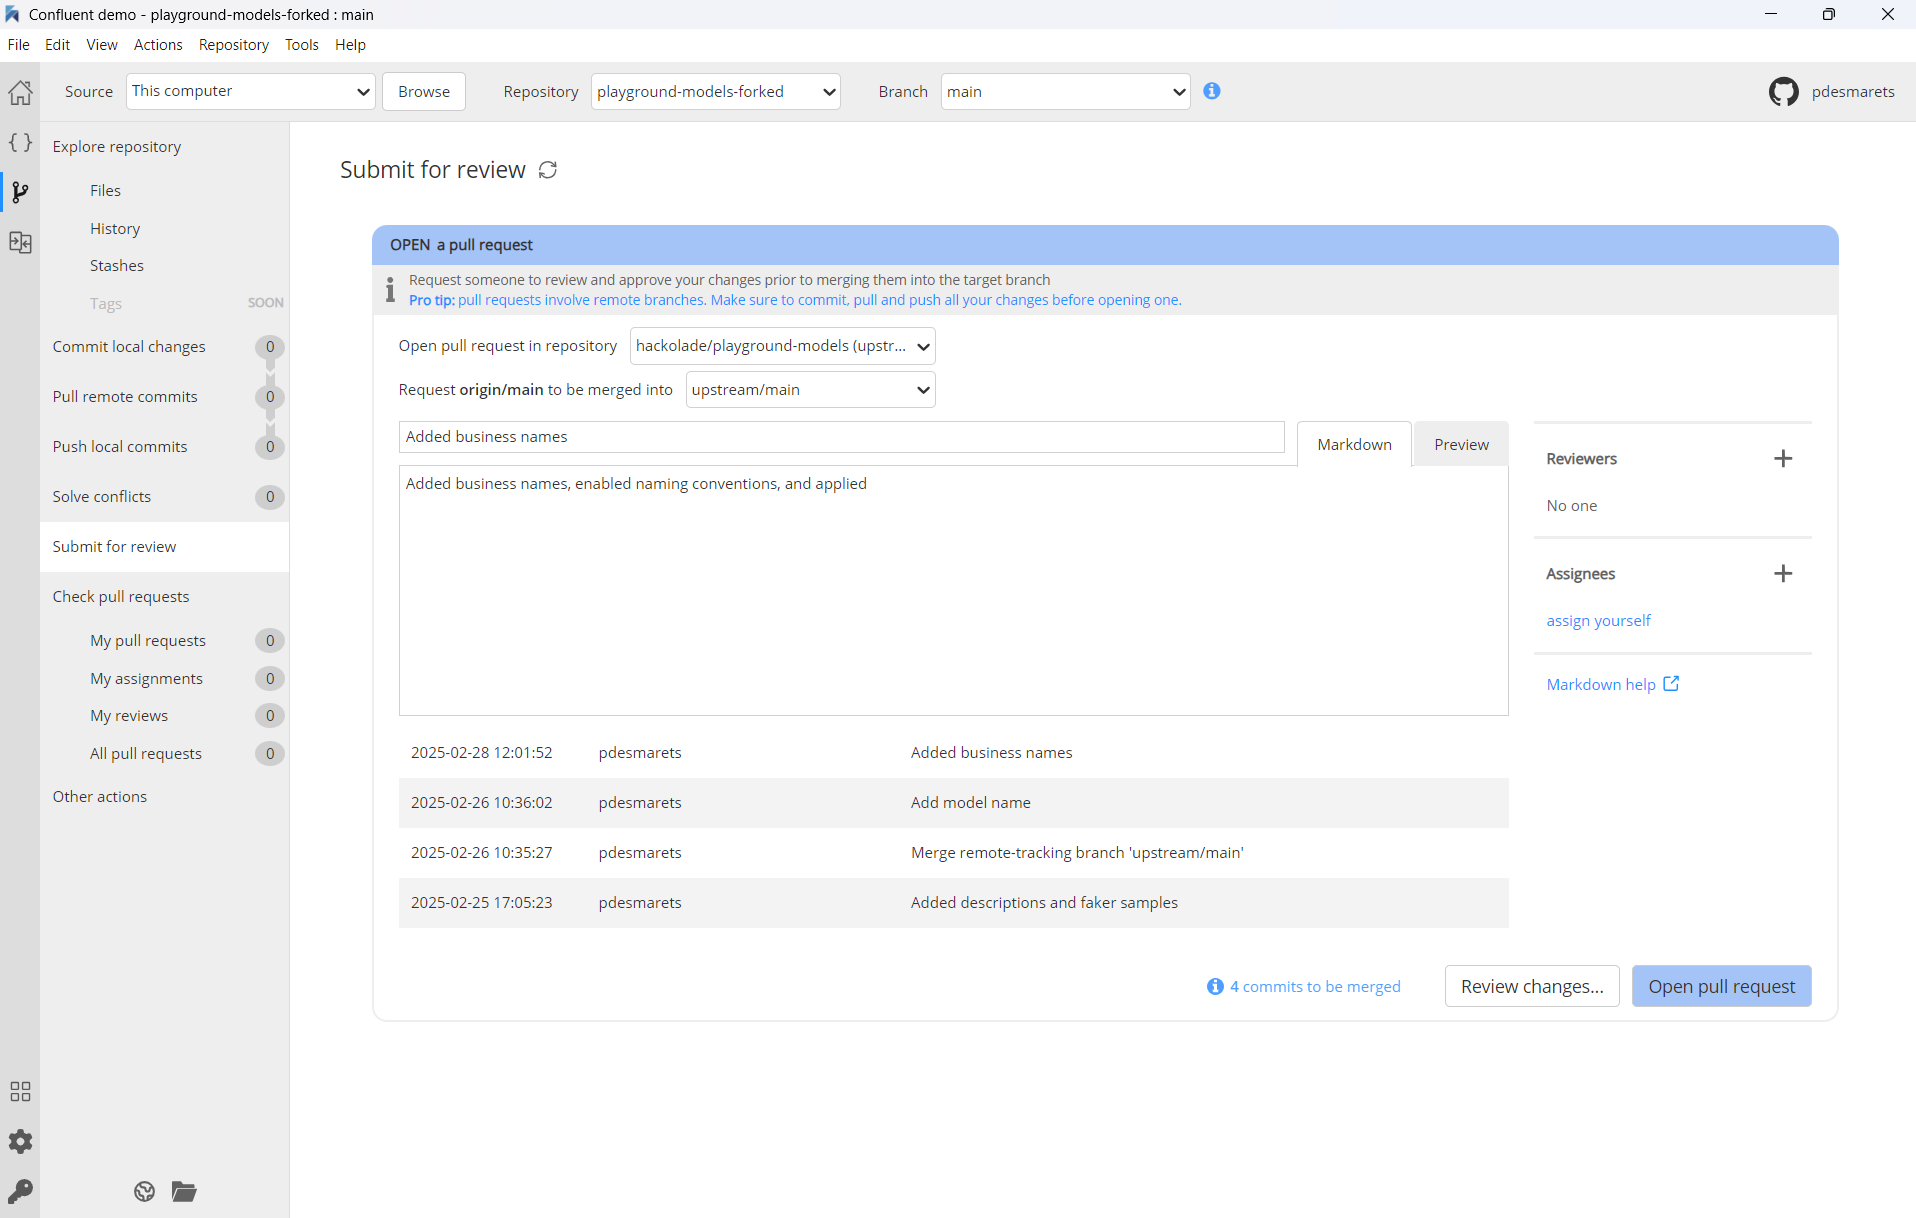 Confluent demo - playground-models-forked : main
File Edit View Actions Repository Tools Help
Source This computer Browse Repository playground-models-forked Branch main pdesmarets
Explore repository
Files
History
Stashes
Tags SOON
Commit local changes 0
Pull remote commits 0
Push local commits 0
Solve conflicts 0
Submit for review
Check pull requests
My pull requests 0
My assignments 0
My reviews 0
All pull requests 0
Other actions
Submit for review
OPEN a pull request
Request someone to review and approve your changes prior to merging them into the target branch
Pro tip: pull requests involve remote branches. Make sure to commit, pull and push all your changes before opening one.
Open pull request in repository hackolade/playground-models (upstr...
Request origin/main to be merged into upstream/main
Added business names
Markdown Preview
Added business names, enabled naming conventions, and applied
Reviewers
No one
Assignees
assign yourself
Markdown help
2025-02-28 12:01:52 pdesmarets Added business names
2025-02-26 10:36:02 pdesmarets Add model name
2025-02-26 10:35:27 pdesmarets Merge remote-tracking branch 'upstream/main'
2025-02-25 17:05:23 pdesmarets Added descriptions and faker samples
4 commits to be merged Review changes... Open pull request